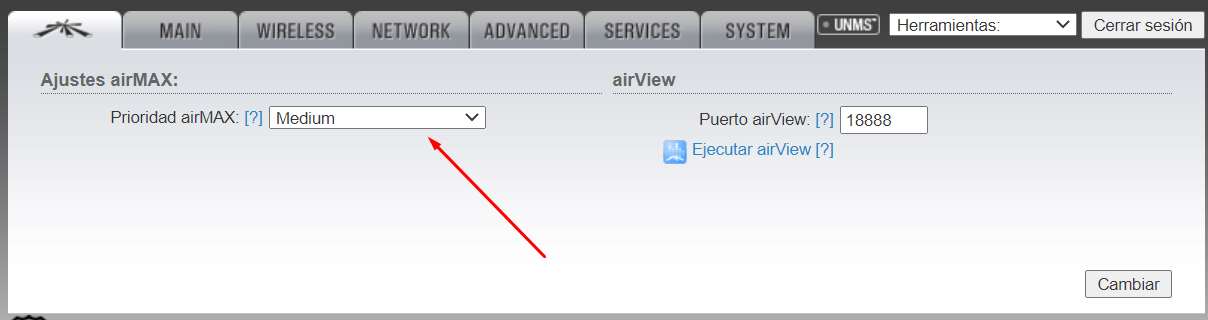 MAIN WIRELESS NETWORK ADVANCED SERVICES SYSTEM UNMS™ Herramientas: Cerrar sesión
Ajustes airMAX: airView
Prioridad airMAX: [?] Medium Puerto airView: [?] 18888
Ejecutar airView [?]
Cambiar